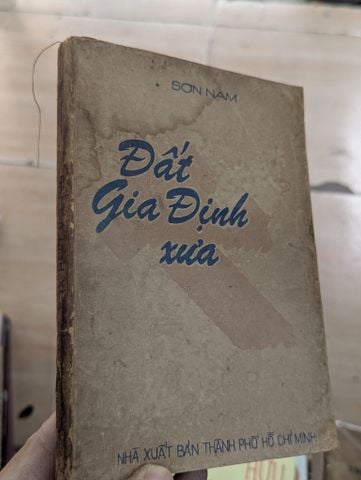 SƠN NAM
Đất
Gia Định
xưa
NHÀ XUẤT BẢN THÀNH PHỐ HỒ CHÍ MINH